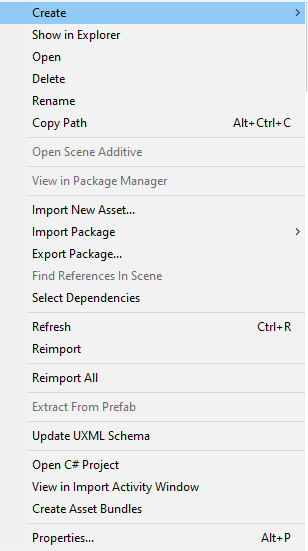 Create
Show in Explorer
Open
Delete
Rename
Copy Path Alt+Ctrl+C
Open Scene Additive
View in Package Manager
Import New Asset...
Import Package
Export Package...
Find References In Scene
Select Dependencies
Refresh Ctrl+R
Reimport
Reimport All
Extract From Prefab
Update UXML Schema
Open C# Project
View in Import Activity Window
Create Asset Bundles
Properties... Alt+P